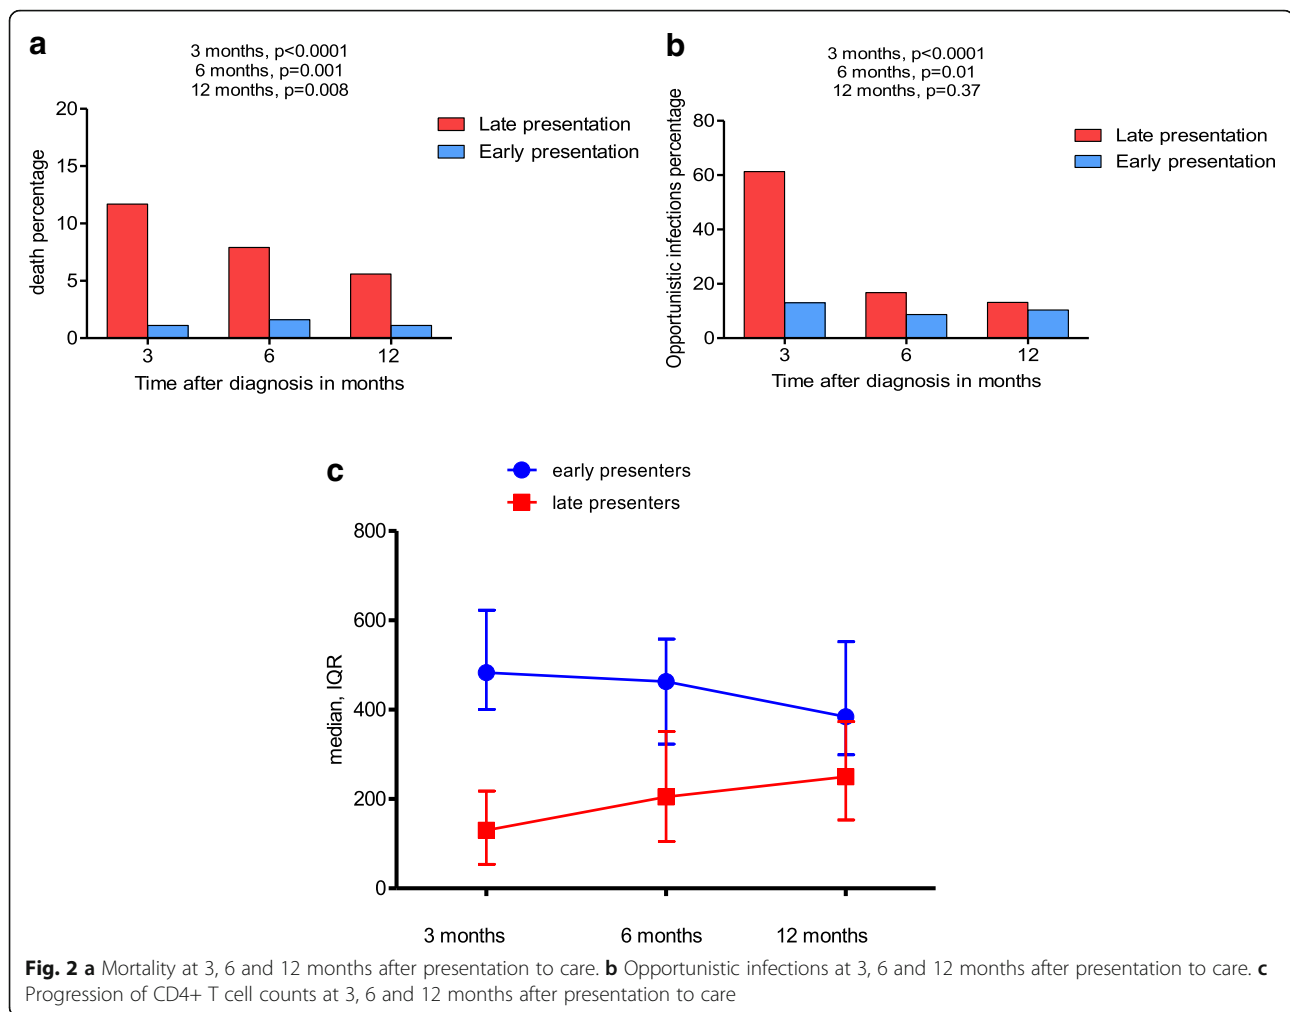 a
3 months, p<0.0001
6 months, p=0.001
12 months, p=0.008
20
15
10
5
0
death percentage
Late presentation
Early presentation
3
6
12
Time after diagnosis in months
b
3 months, p<0.0001
6 months, p=0.01
12 months, p=0.37
80
60
40
20
0
Opportunistic infections percentage
Late presentation
Early presentation
3
6
12
Time after diagnosis in months
c
early presenters
late presenters
800
600
400
200
0
median, IQR
3 months
6 months
12 months
Fig. 2 a Mortality at 3, 6 and 12 months after presentation to care. b Opportunistic infections at 3, 6 and 12 months after presentation to care. c
Progression of CD4+ T cell counts at 3, 6 and 12 months after presentation to care